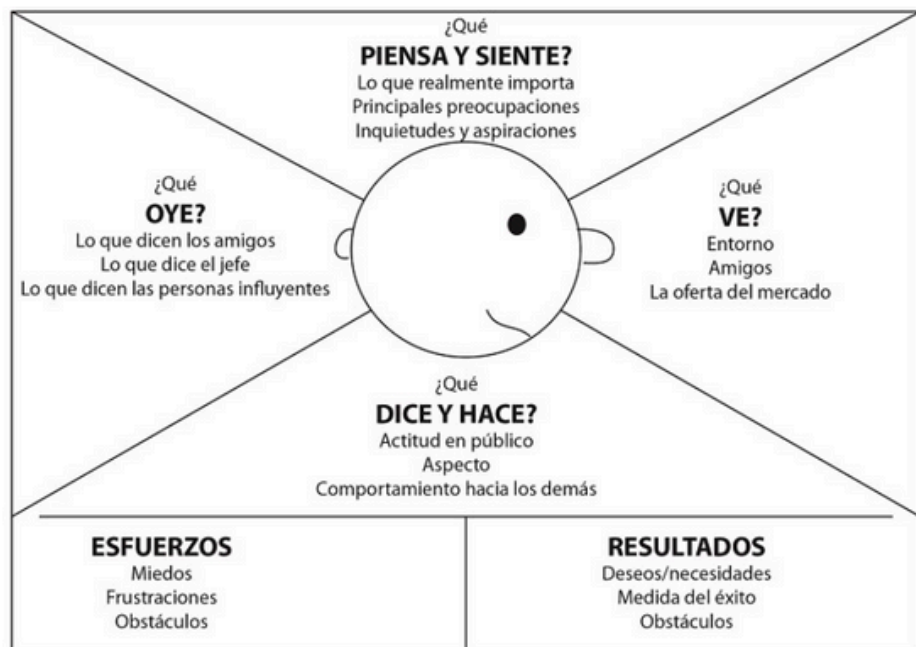 ¿Qué
PIENSA Y SIENTE?
Lo que realmente importa
Principales preocupaciones
Inquietudes y aspiraciones
¿Qué
OYE?
Lo que dicen los amigos
Lo que dice el jefe
Lo que dicen las personas influyentes
¿Qué
VE?
Entorno
Amigos
La oferta del mercado
¿Qué
DICE Y HACE?
Actitud en público
Aspecto
Comportamiento hacia los demás
ESFUERZOS
Miedos
Frustraciones
Obstáculos
RESULTADOS
Deseos/necesidades
Medida del éxito
Obstáculos